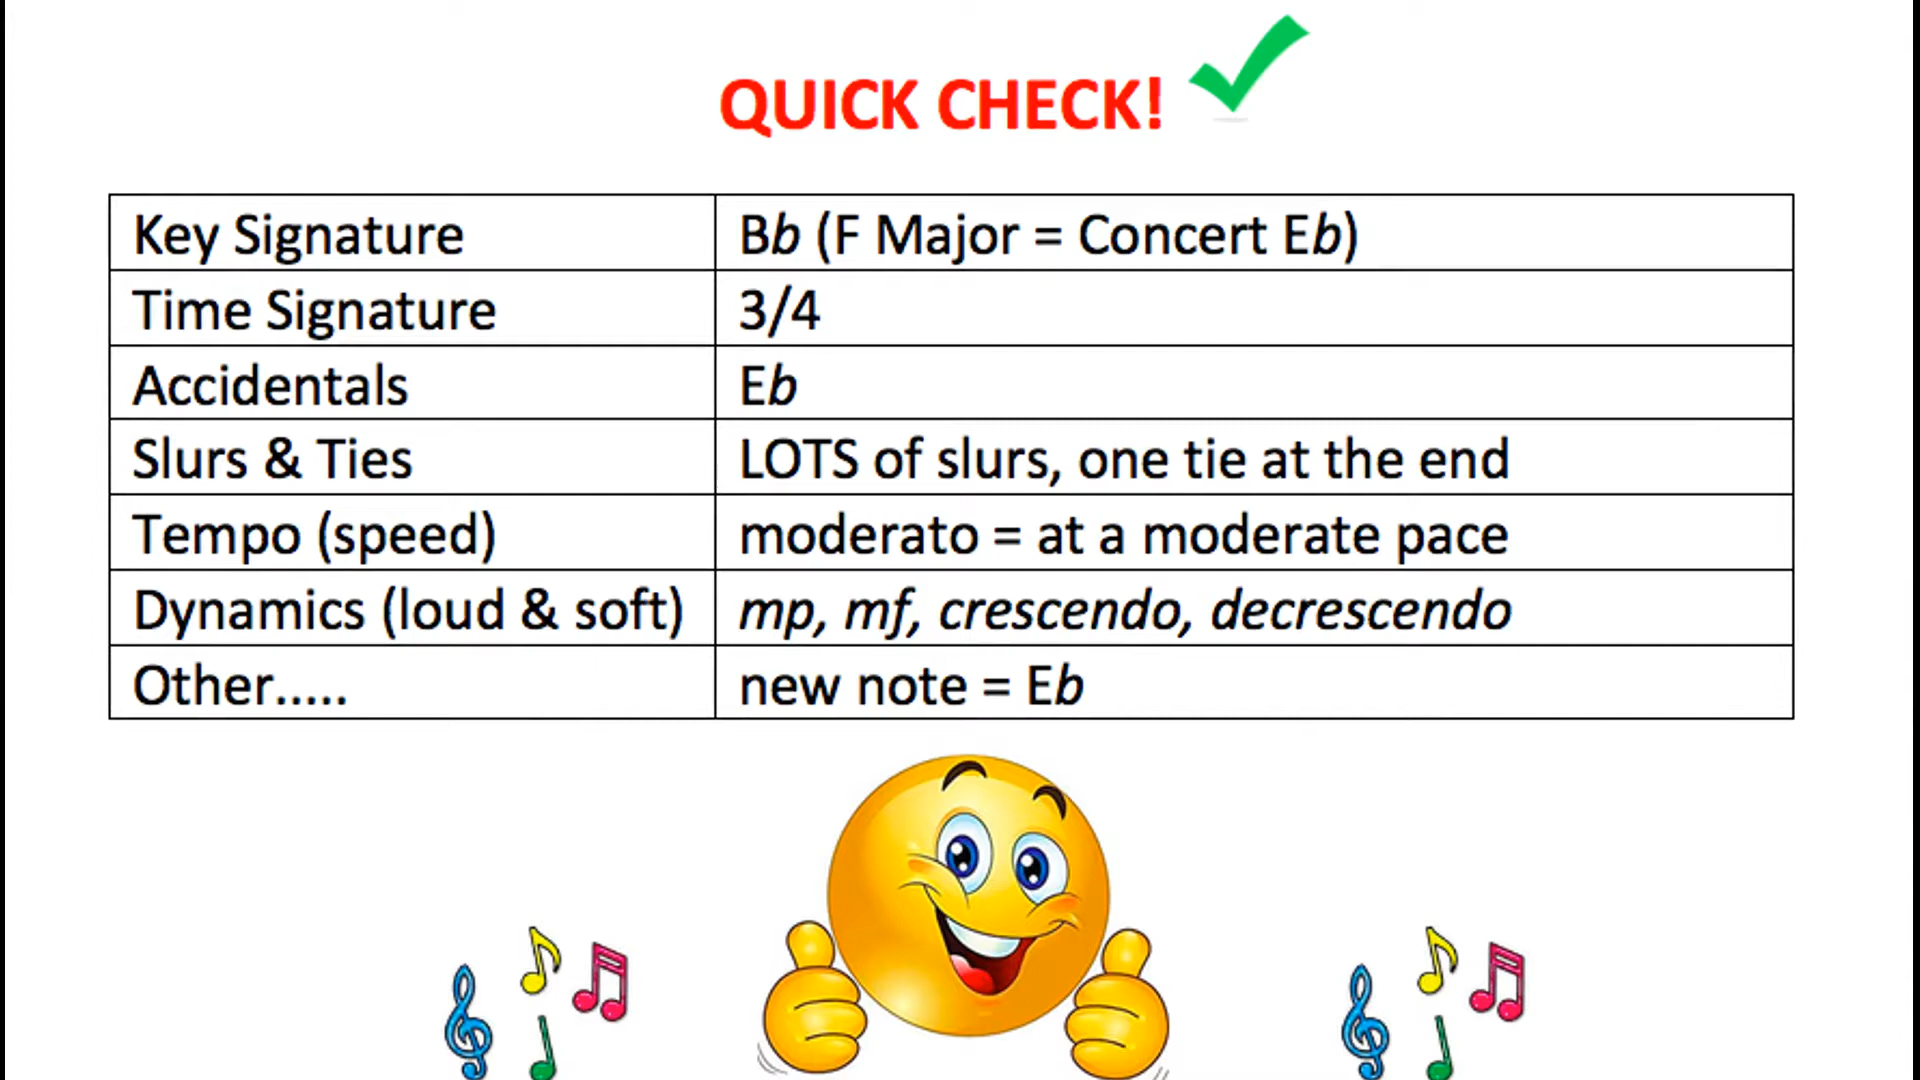 QUICK CHECK!
Key Signature Bb (F Major = Concert Eb)
Time Signature 3/4
Accidentals Eb
Slurs & Ties LOTS of slurs, one tie at the end
Tempo (speed) moderato = at a moderate pace
Dynamics (loud & soft) mp, mf, crescendo, decrescendo
Other..... new note = Eb